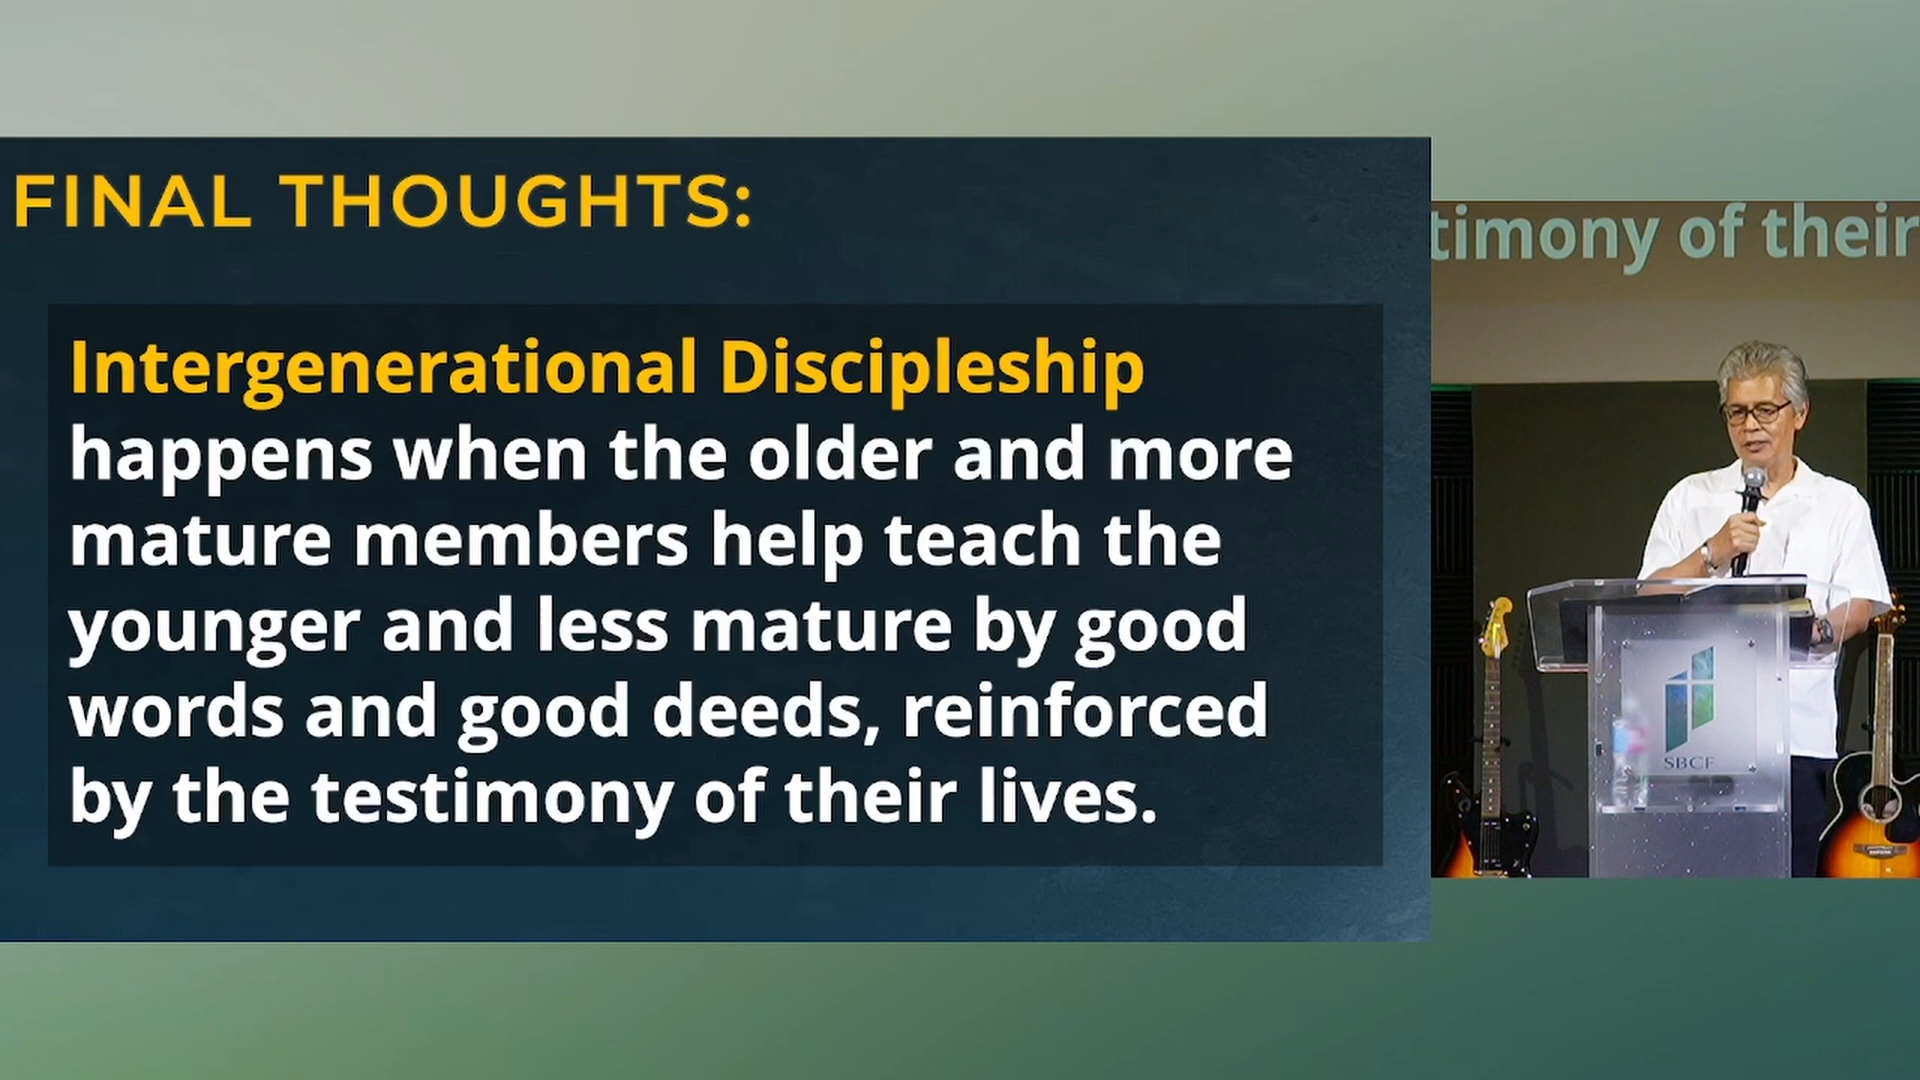 FINAL THOUGHTS:
Intergenerational Discipleship
happens when the older and more
mature members help teach the
younger and less mature by good
words and good deeds, reinforced
by the testimony of their lives.
timony of their
SBCF